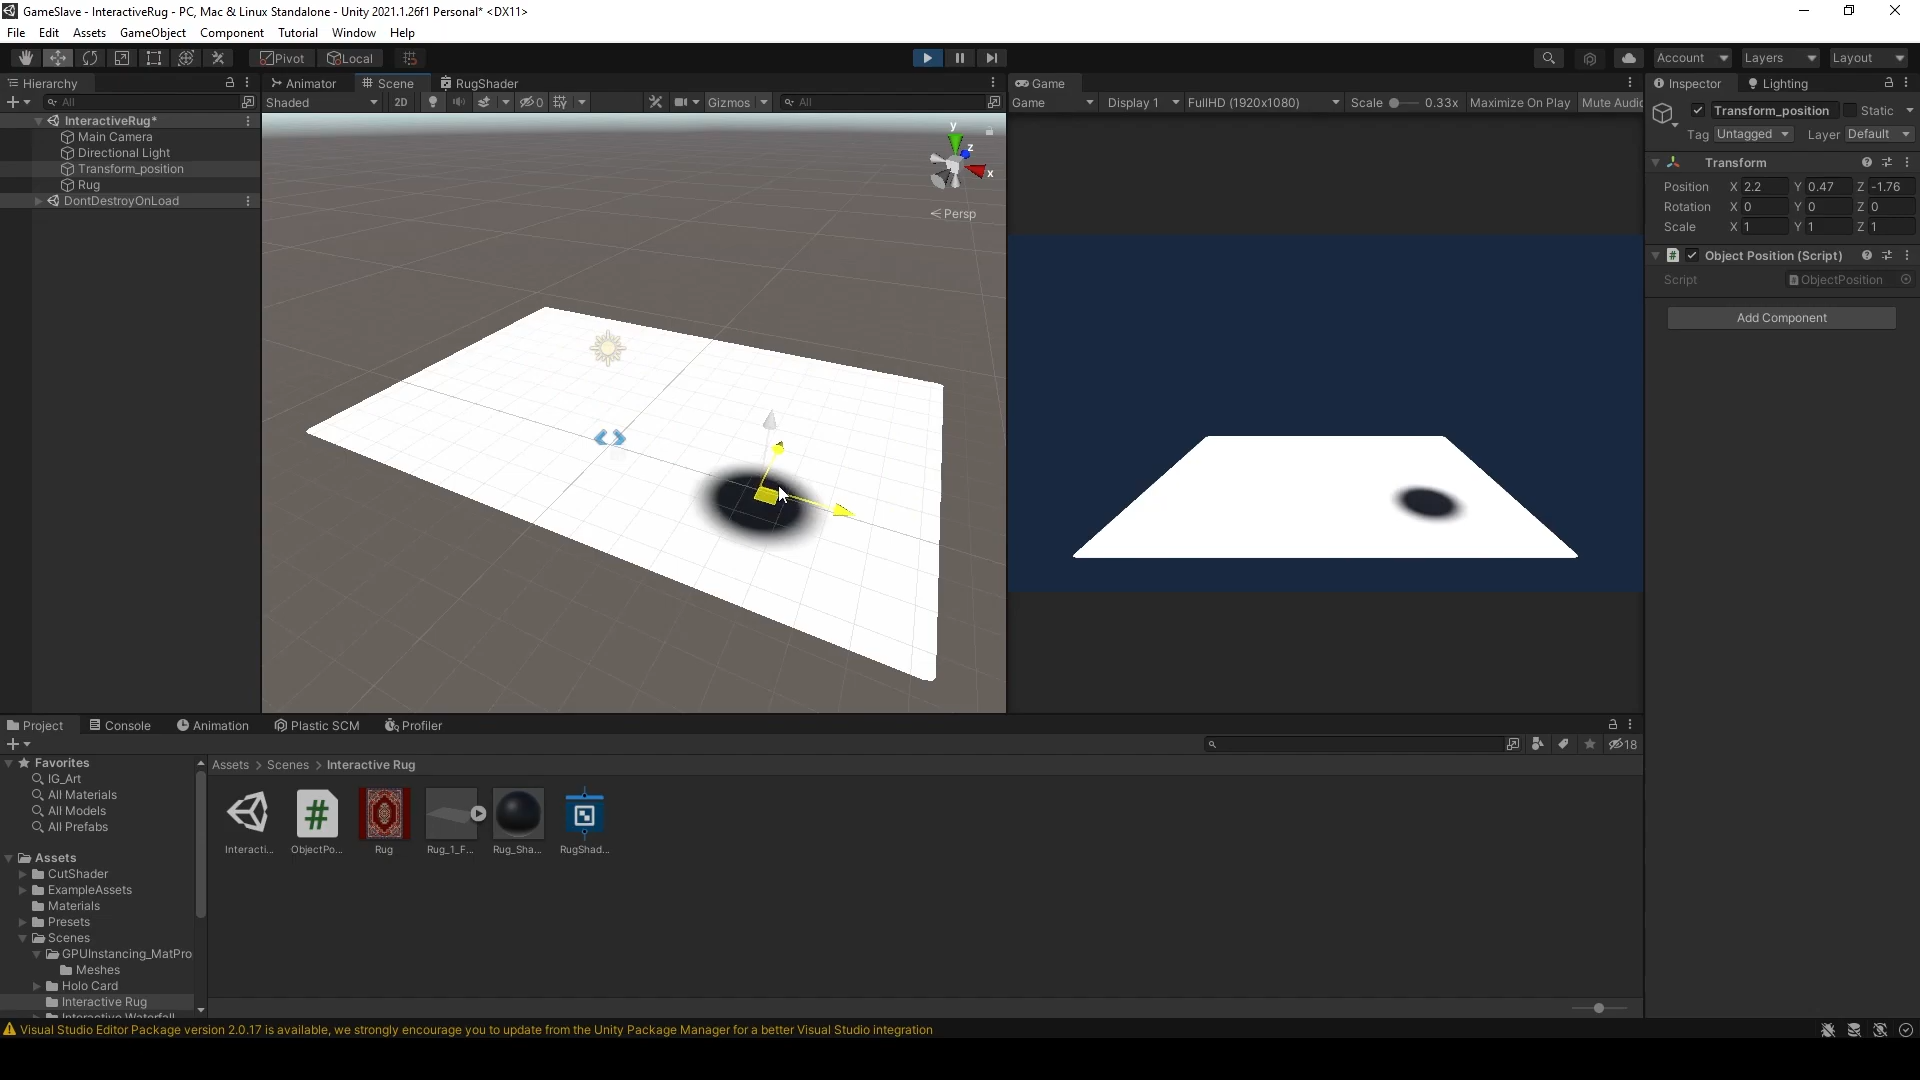 GameSlave - InteractiveRug - PC, Mac & Linux Standalone - Unity 2021.1.26f1 Personal* <DX11>
File Edit Assets GameObject Component Tutorial Window Help
Pivot Local Account Layers Layout
Hierarchy Animator Scene RugShader Game Inspector Lighting
All Shaded 2D 0 Gizmos All Game Display 1 FullHD (1920x1080) Scale 0.33x Maximize On Play Mute Audio
Transform_position Static
Tag Untagged Layer Default
InteractiveRug*
Main Camera
Directional Light
Transform_position
Rug
DontDestroyOnLoad
y
z
x
Persp
Transform
Position X 2.2 Y 0.47 Z -1.76
Rotation X 0 Y 0 Z 0
Scale X 1 Y 1 Z 1
Object Position (Script)
Script ObjectPosition
Add Component
Project Console Animation Plastic SCM Profiler
18
Favorites
IG_Art
All Materials
All Models
All Prefabs
Assets
CutShader
ExampleAssets
Materials
Presets
Scenes
GPUInstancing_MatPro
Meshes
Holo Card
Interactive Rug
Interactive Waterfall
Assets > Scenes > Interactive Rug
Interacti... ObjectPo... Rug Rug_1_F... Rug_Sha... RugShad...
Visual Studio Editor Package version 2.0.17 is available, we strongly encourage you to update from the Unity Package Manager for a better Visual Studio integration